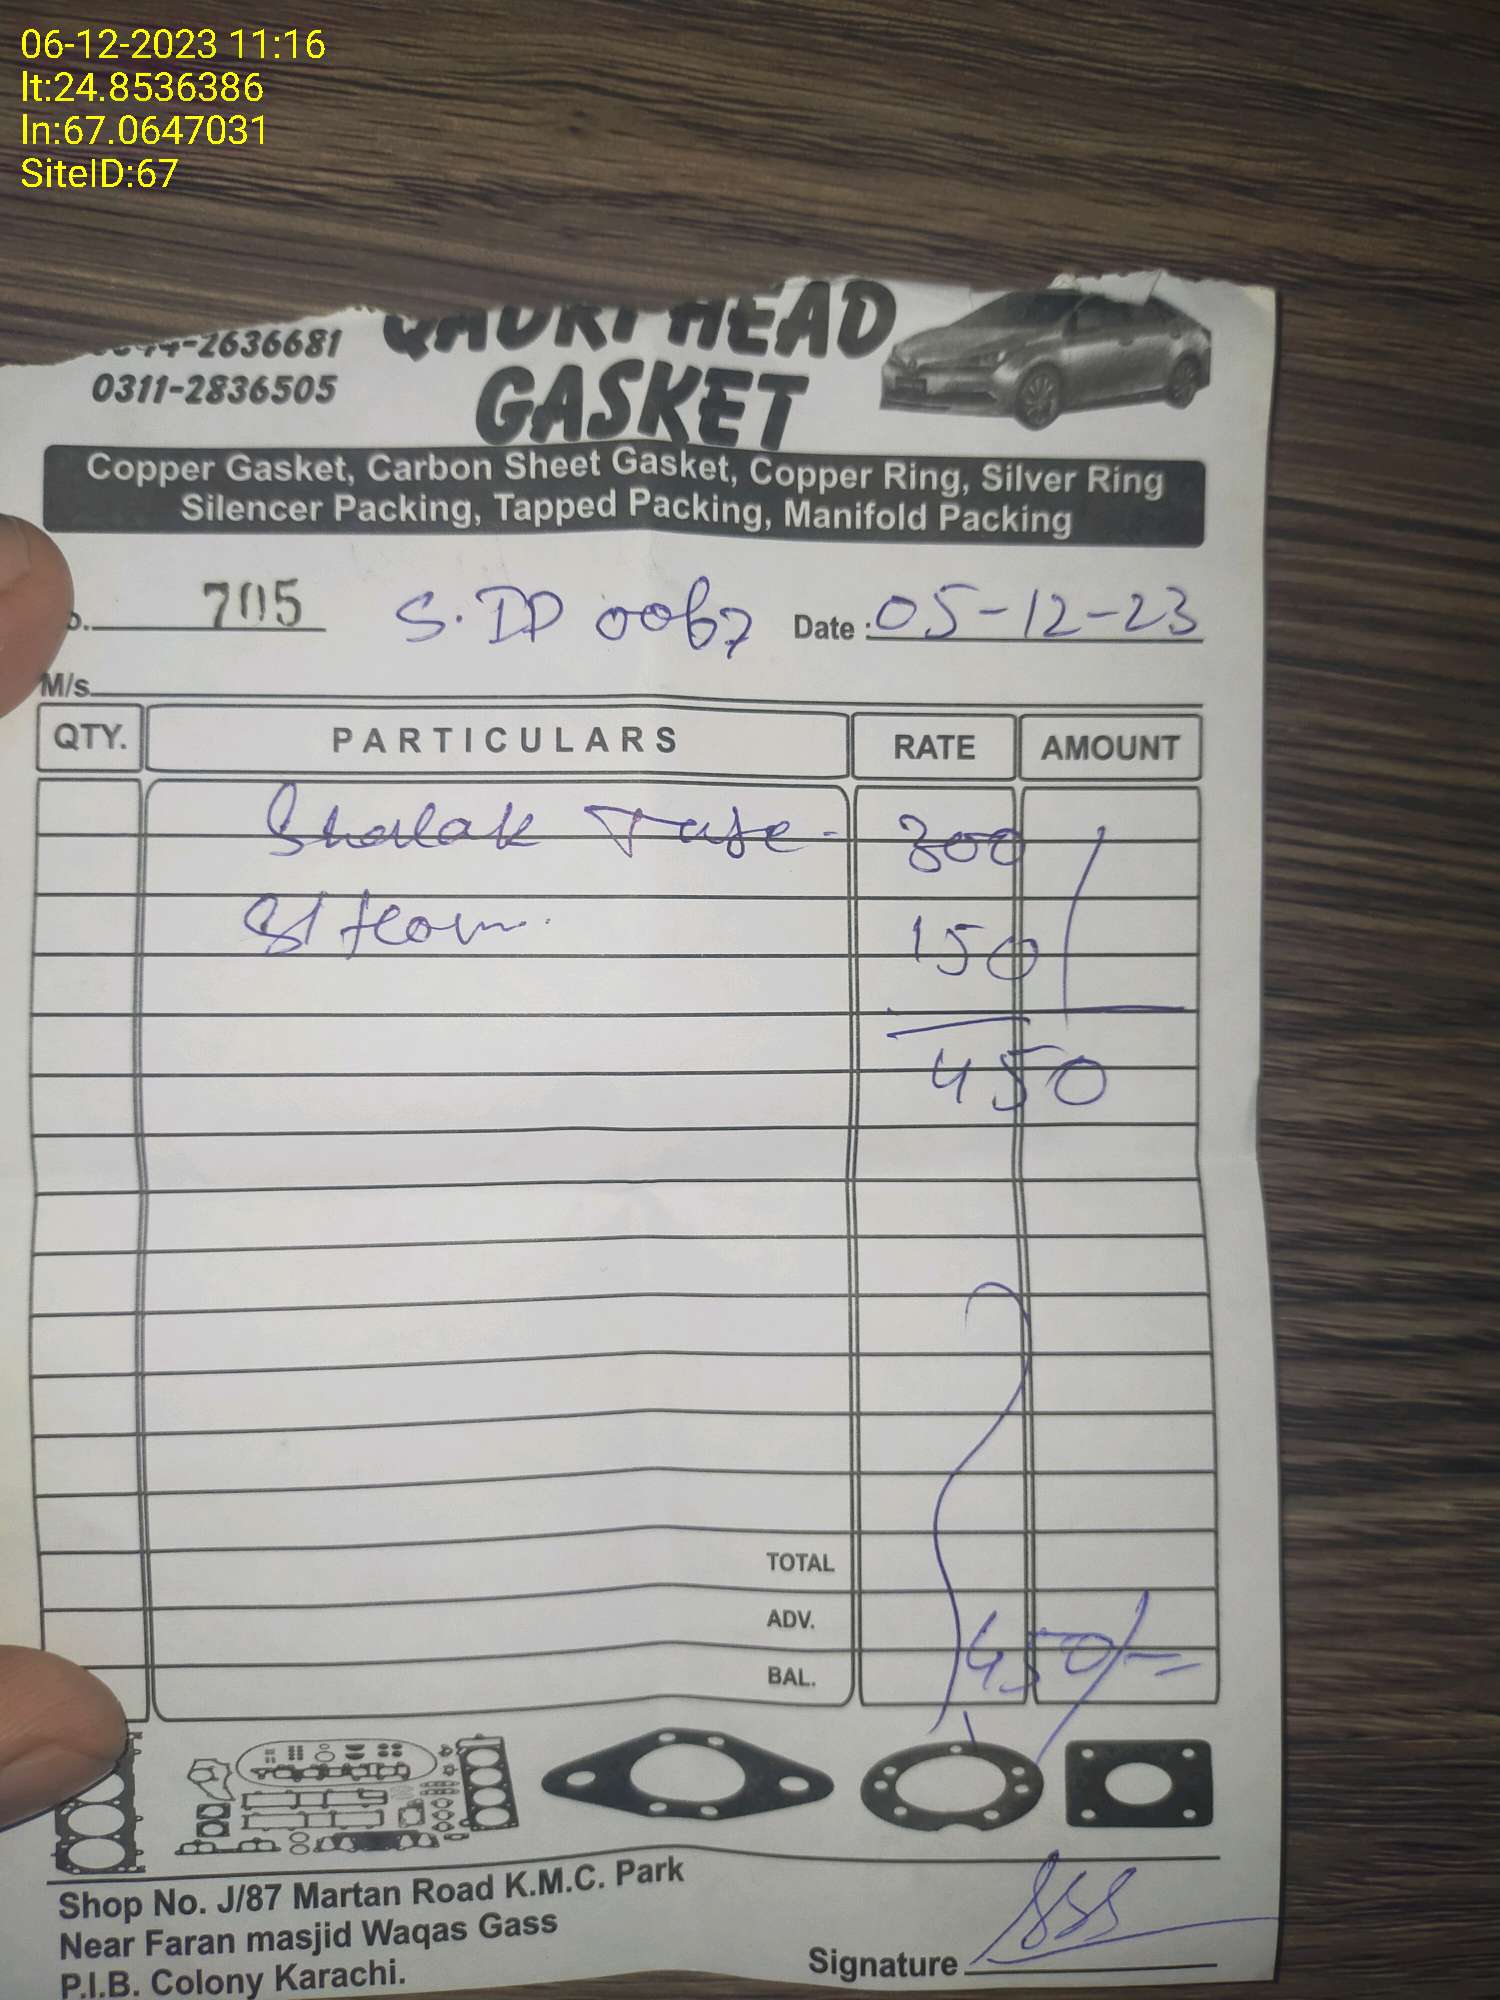 06-12-2023 11:16
lt:24.8536386
ln:67.0647031
SiteID:67
-2636681
0311-2836505
QADRI HEAD
GASKET
Copper Gasket, Carbon Sheet Gasket, Copper Ring, Silver Ring
Silencer Packing, Tapped Packing, Manifold Packing
705 S.DP 0067 Date : 05-12-23
M/s.
QTY. PARTICULARS RATE AMOUNT
300
150
450
TOTAL
ADV.
450/=
BAL.
Shop No. J/87 Martan Road K.M.C. Park
Near Faran masjid Waqas Gass
P.I.B. Colony Karachi.
Signature